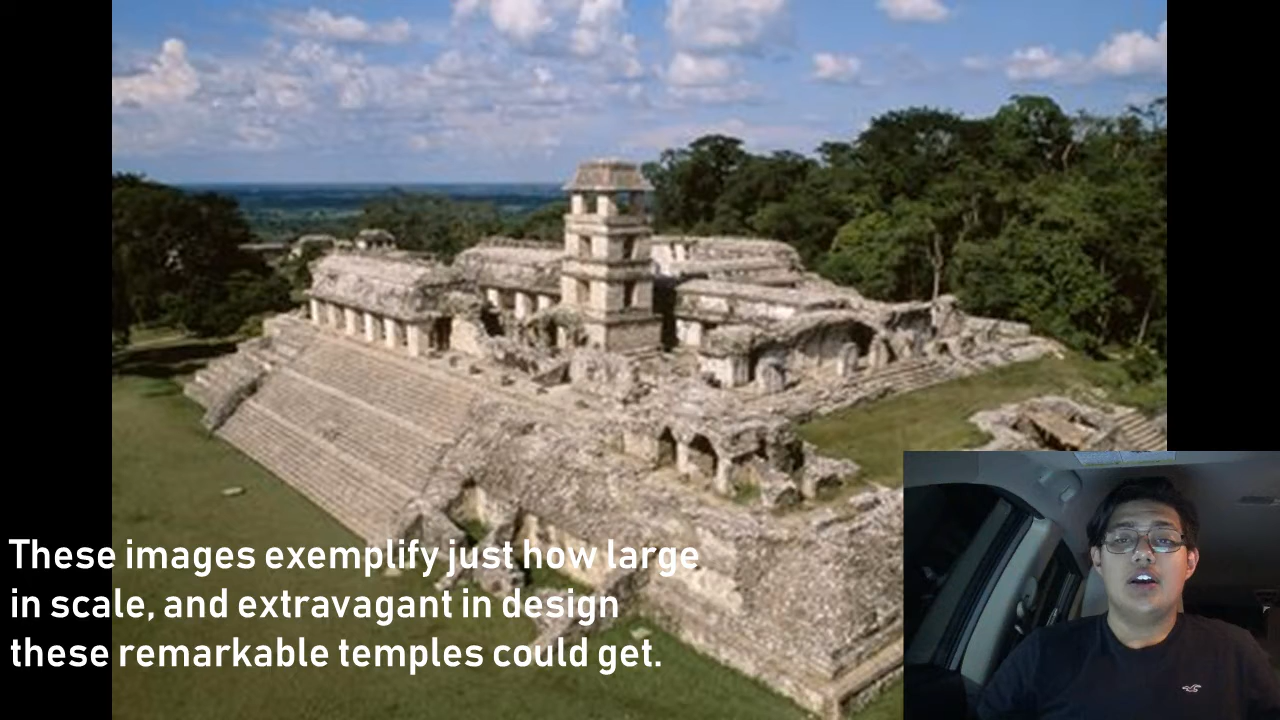 These images exemplify just how large
in scale, and extravagant in design
these remarkable temples could get.